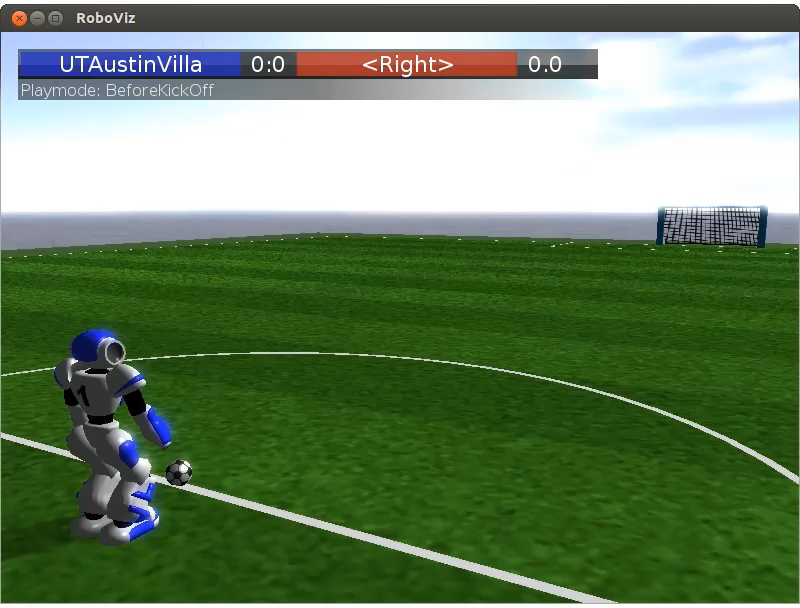 RoboViz
UTAustinVilla 0:0 <Right> 0.0
Playmode: BeforeKickOff
1